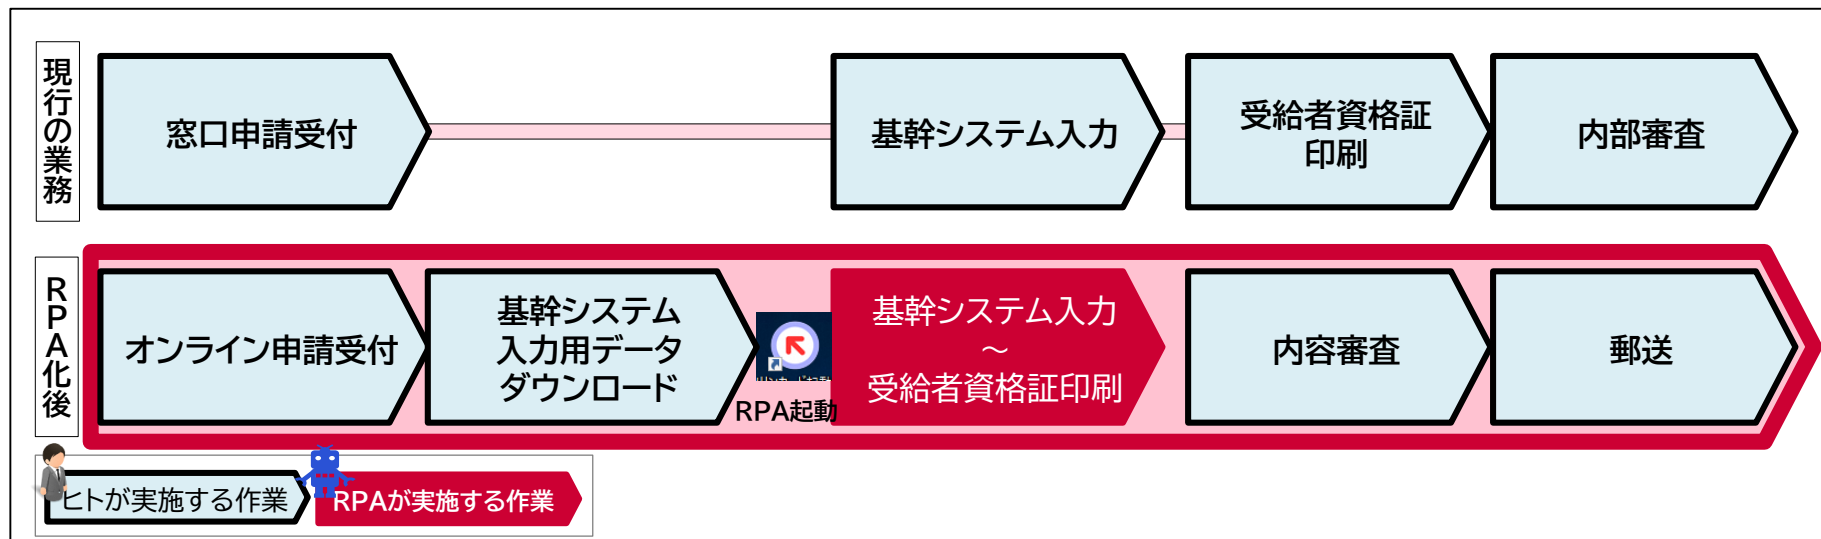 現行の業務
窓口申請受付
基幹システム入力
受給者資格証
印刷
内部審査
RPA化後
オンライン申請受付
基幹システム
入力用データ
ダウンロード
RPA起動
基幹システム入力
～
受給者資格証印刷
内容審査
郵送
ヒトが実施する作業
RPAが実施する作業